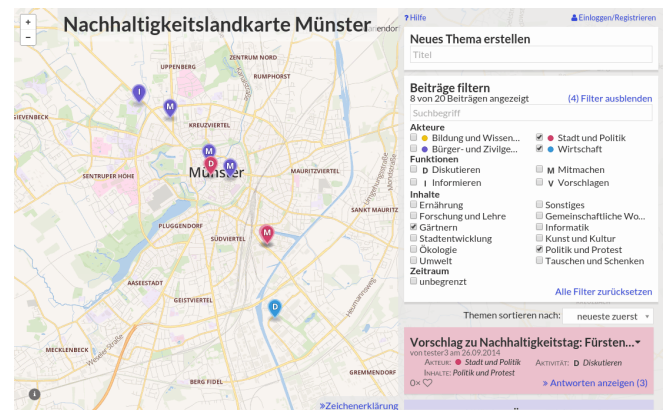 +
−
Nachhaltigkeitslandkarte Münster
UPPENBERG
ZENTRUM NORD
RUMPHORST
KREUZVIERTEL
SENTRUPER HÖHE
Münster
MAURITZVIERTEL
SANKT MAURITZ
PLUGGENDORF
SÜDVIERTEL
AASEESTADT
GEISTVIERTEL
MECKLENBECK
Weseler Straße
Umgehungsstraße
BERG FIDEL
GREMMENDORF
I
M
M
D
M
M
D
»Zeichenerklärung
?Hilfe
Einloggen/Registrieren
Neues Thema erstellen
Titel
Beiträge filtern
8 von 20 Beiträgen angezeigt (4) Filter ausblenden
Suchbegriff
Akteure
Bildung und Wissen... Stadt und Politik
Bürger- und Zivilge... Wirtschaft
Funktionen
D Diskutieren M Mitmachen
I Informieren V Vorschlagen
Inhalte
Ernährung Sonstiges
Forschung und Lehre Gemeinschaftliche Wo...
Gärtnern Informatik
Stadtentwicklung Kunst und Kultur
Ökologie Politik und Protest
Umwelt Tauschen und Schenken
Zeitraum
unbegrenzt
Alle Filter zurücksetzen
Themen sortieren nach: neueste zuerst
Vorschlag zu Nachhaltigkeitstag: Fürsten...
von tester3 am 26.09.2014
AKTEUR: Stadt und Politik AKTIVITÄT: D Diskutieren
INHALTE: Politik und Protest
0× » Antworten anzeigen (3)